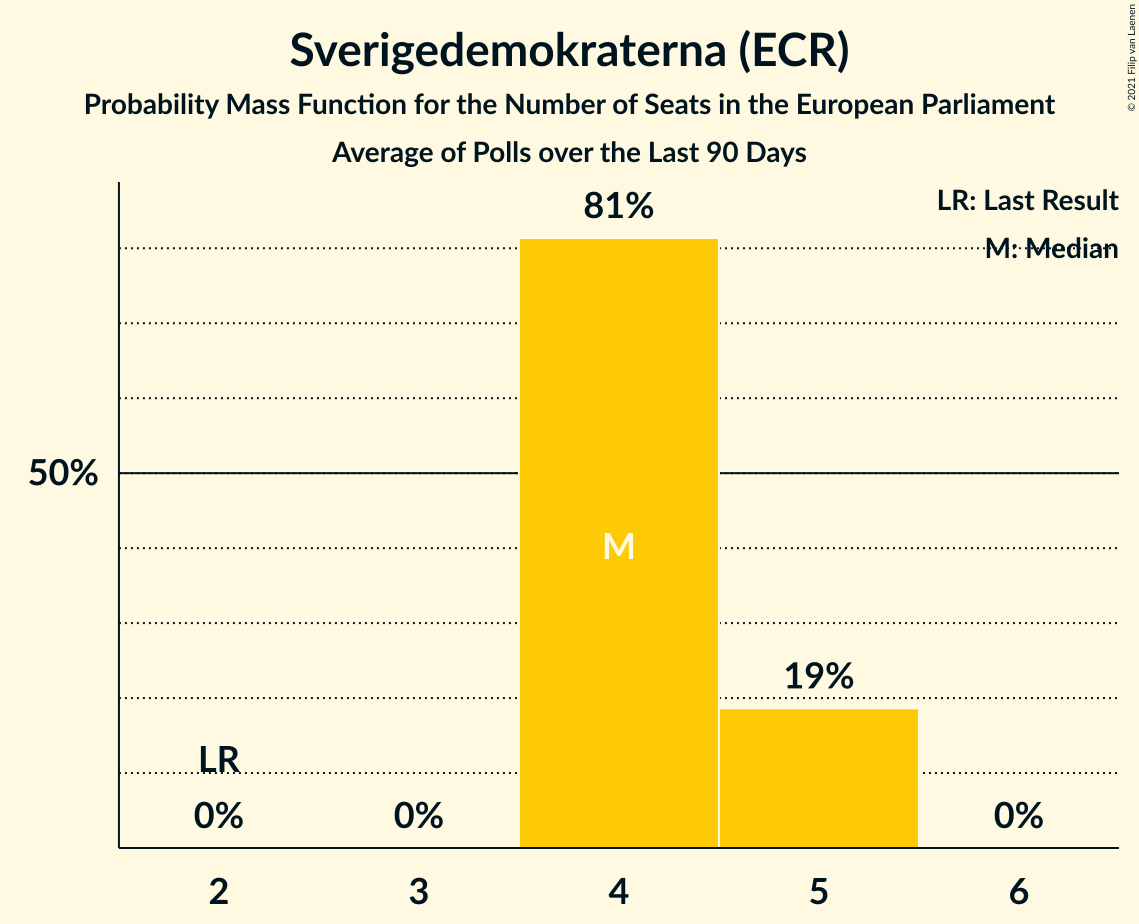 Sverigedemokraterna (ECR)
Probability Mass Function for the Number of Seats in the European Parliament
Average of Polls over the Last 90 Days
© 2021 Filip van Laenen
LR: Last Result
M: Median
81%
50%
M
19%
LR
0%
0%
0%
2
3
4
5
6